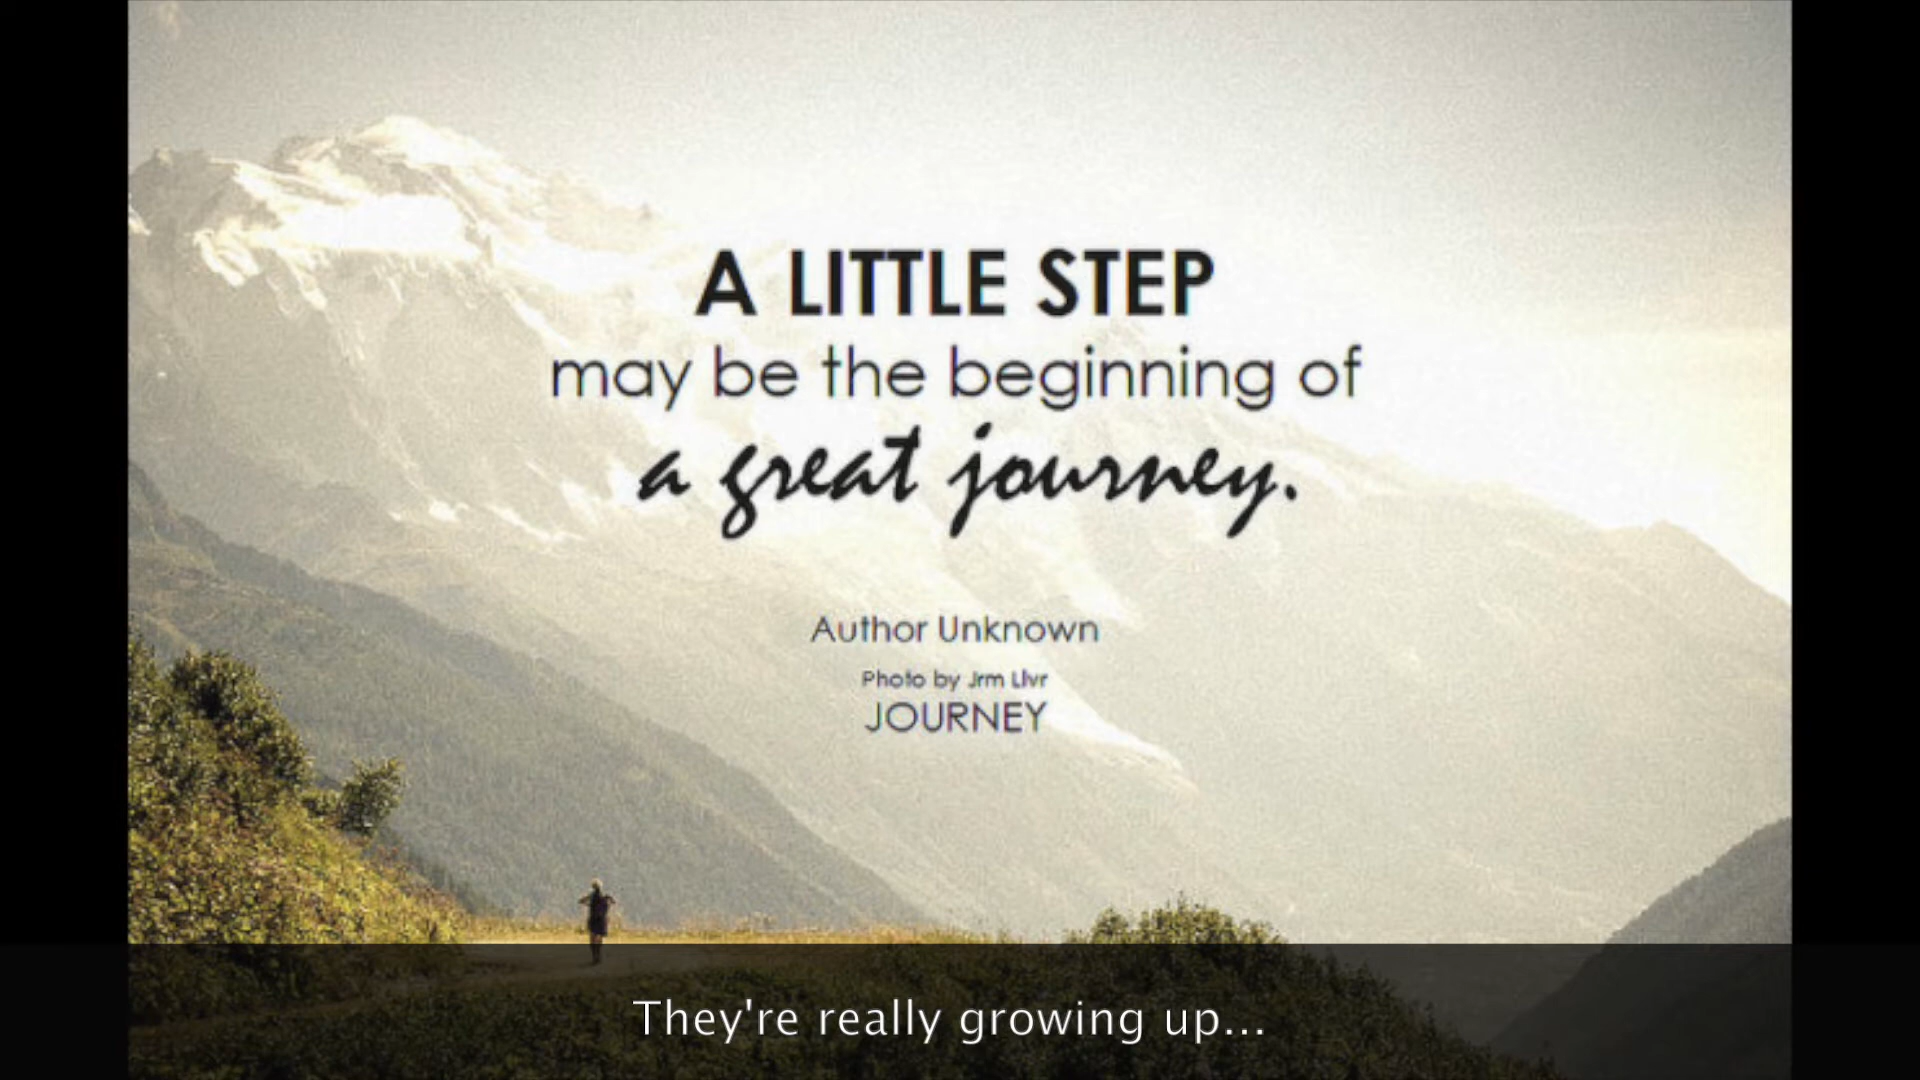 A LITTLE STEP
may be the beginning of
a great journey.
Author Unknown
Photo by Jrm Llvr
JOURNEY
They're really growing up...